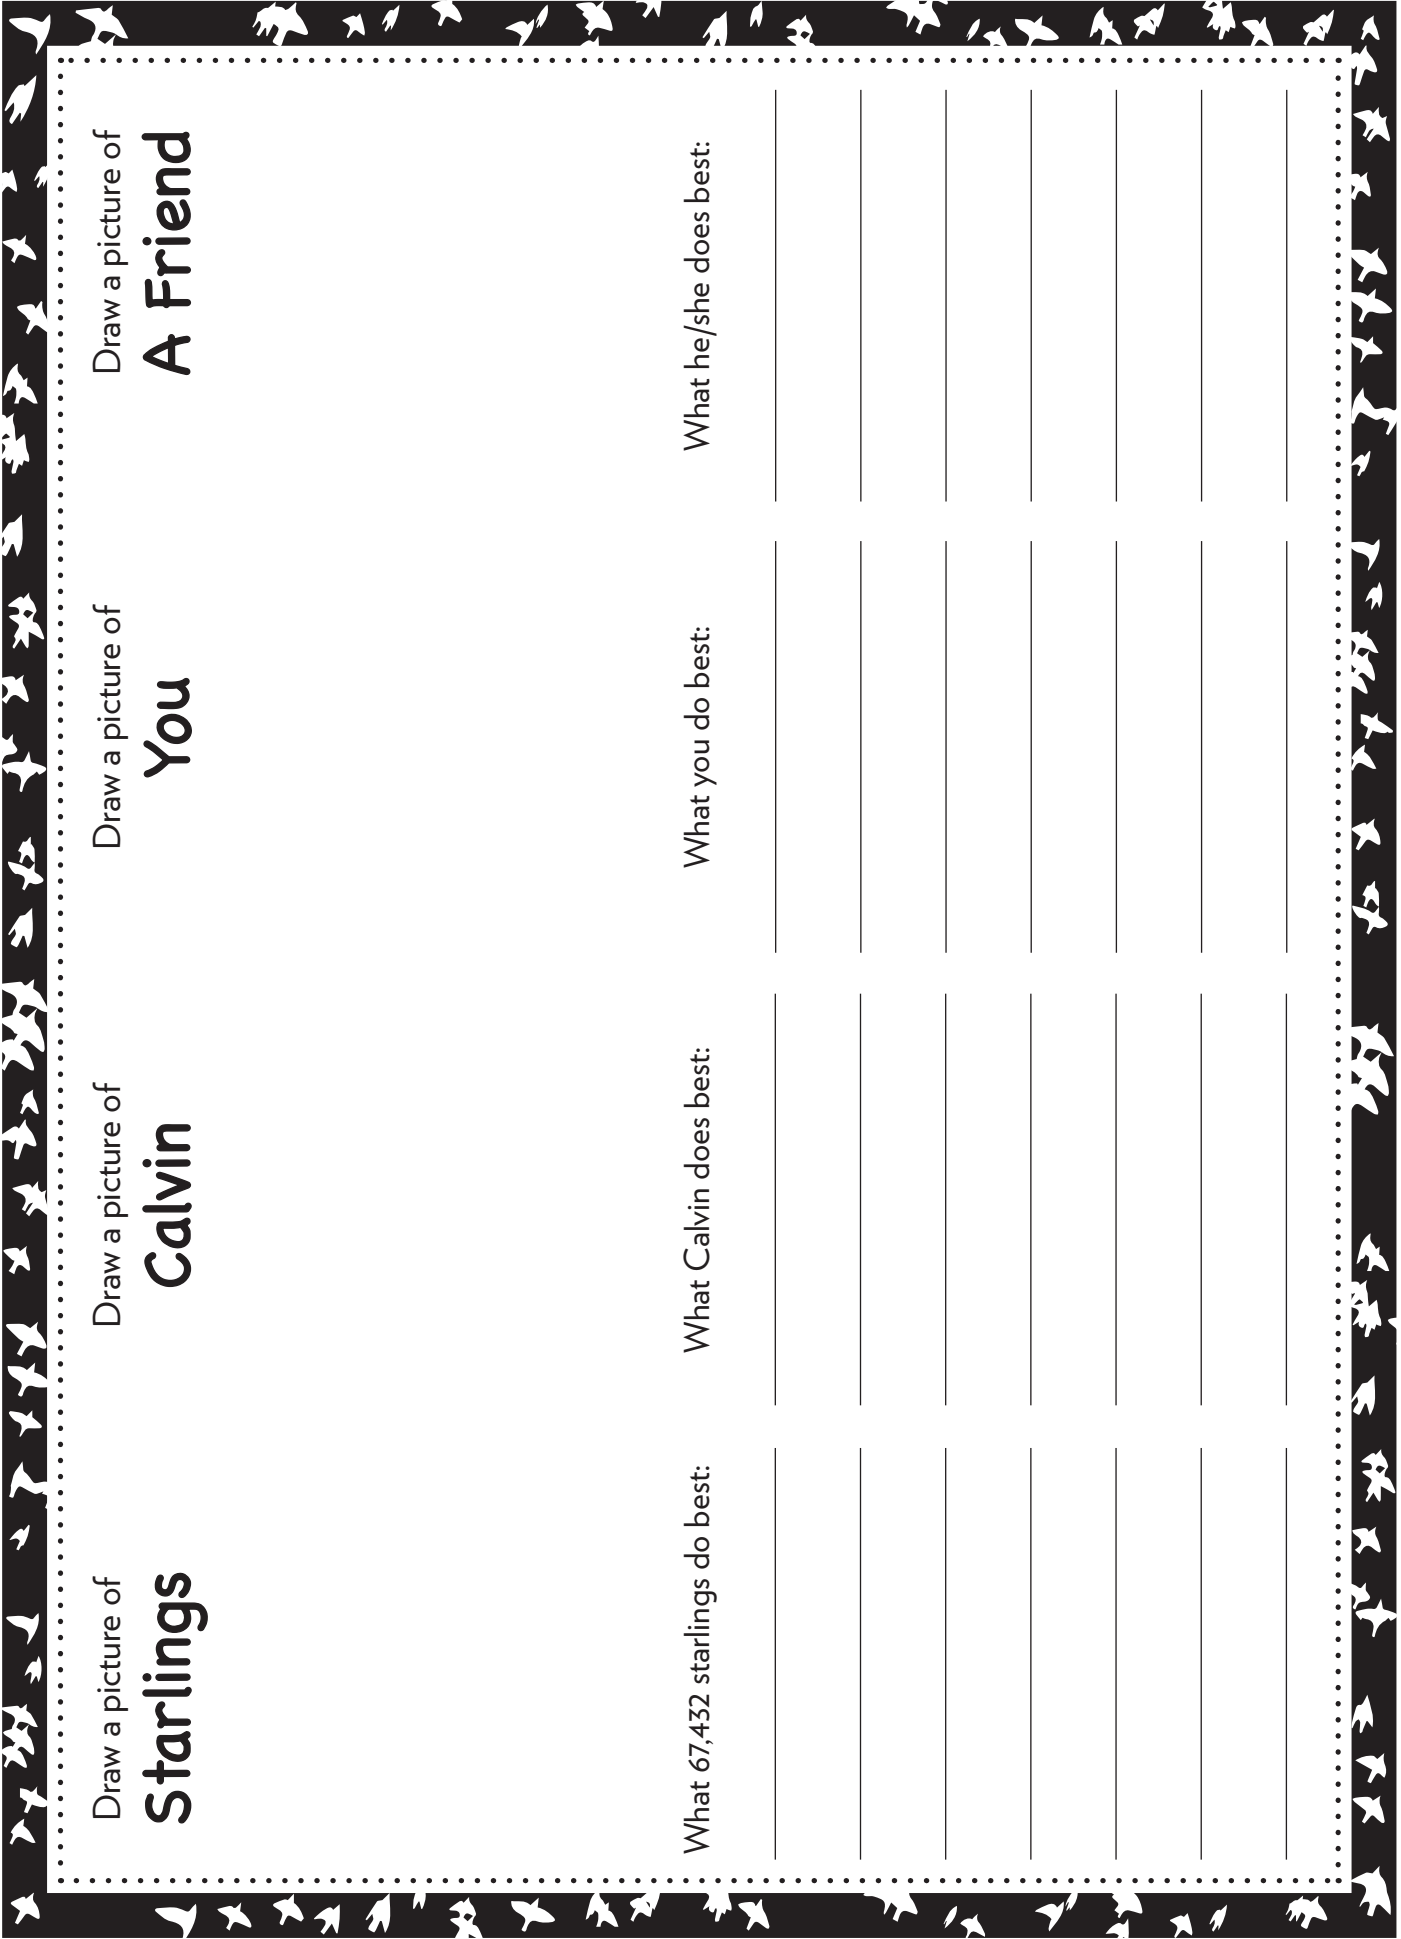 Draw a picture of
Starlings
What 67,432 starlings do best:
Draw a picture of
Calvin
What Calvin does best:
Draw a picture of
You
What you do best:
Draw a picture of
A Friend
What he/she does best: